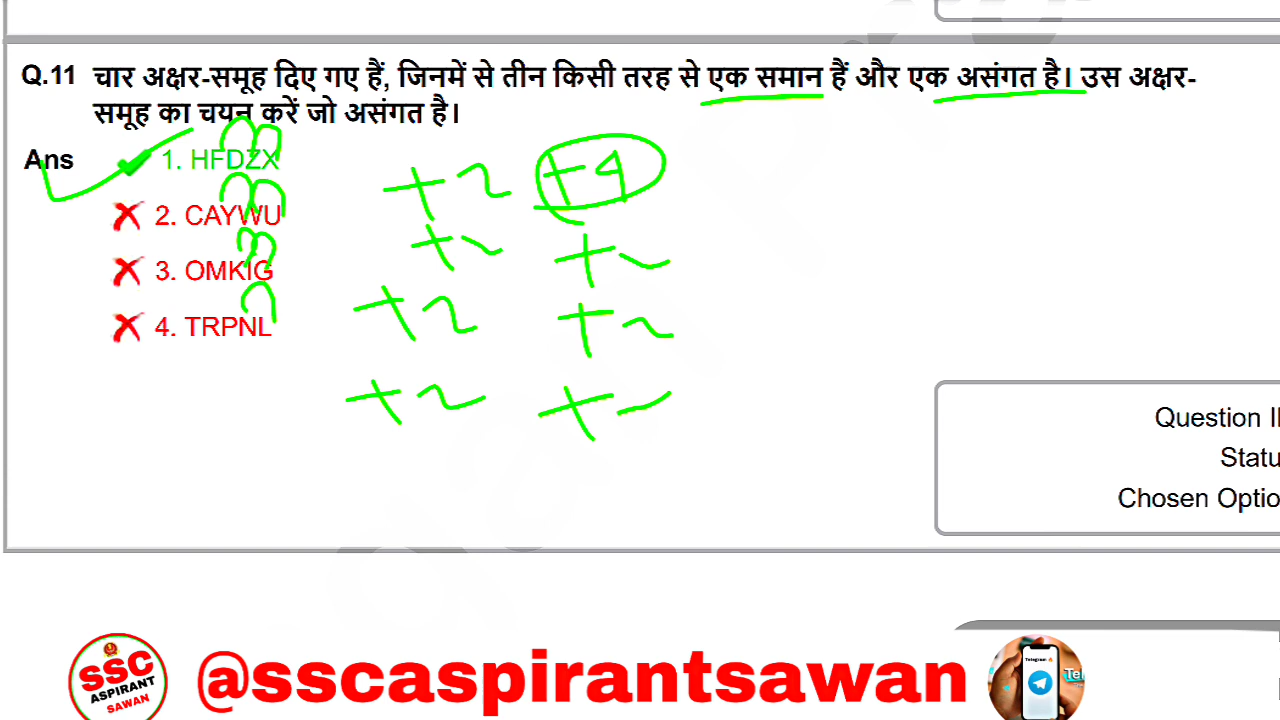 Q.11 चार अक्षर-समूह दिए गए हैं, जिनमें से तीन किसी तरह से एक समान हैं और एक असंगत है। उस अक्षर-
समूह का चयन करें जो असंगत है।
Ans 1. HFDZX +2 +4
2. CAYWU +2 +2
3. OMKIG +2 +2
4. TRPNL +2 +2
Question I
Statu
Chosen Optio
SSC
ASPIRANT
SAWAN
@sscaspirantsawan
Telegram
Tel